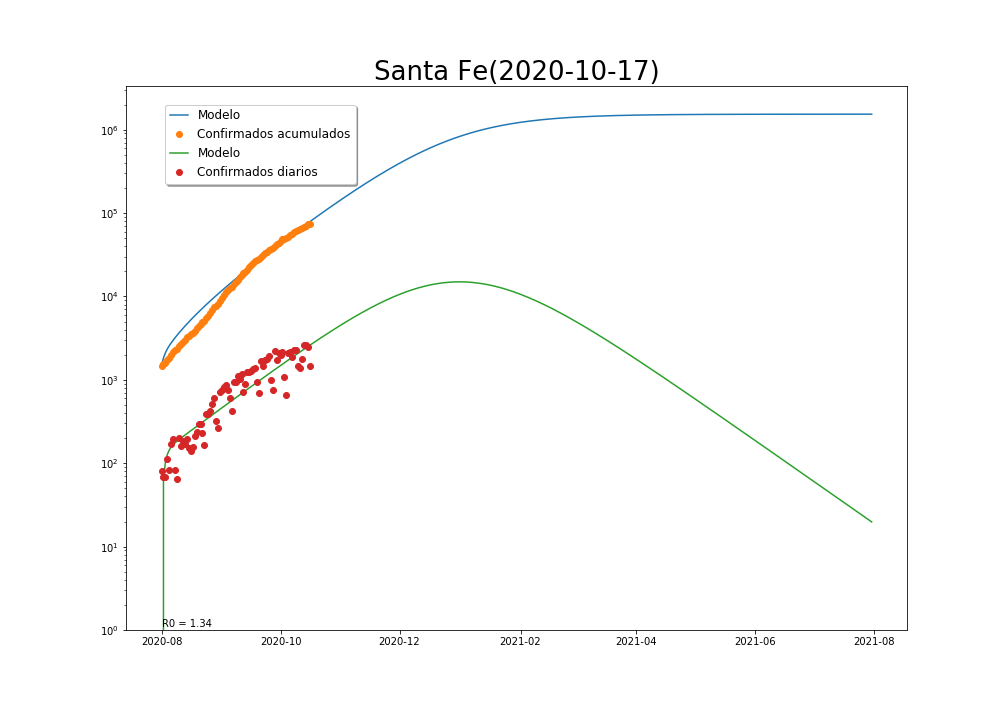 Santa Fe(2020-10-17)
Modelo
Confirmados acumulados
Modelo
Confirmados diarios
10^6
10^5
10^4
10^3
10^2
10^1
10^0
R0 = 1.34
2020-08 2020-10 2020-12 2021-02 2021-04 2021-06 2021-08